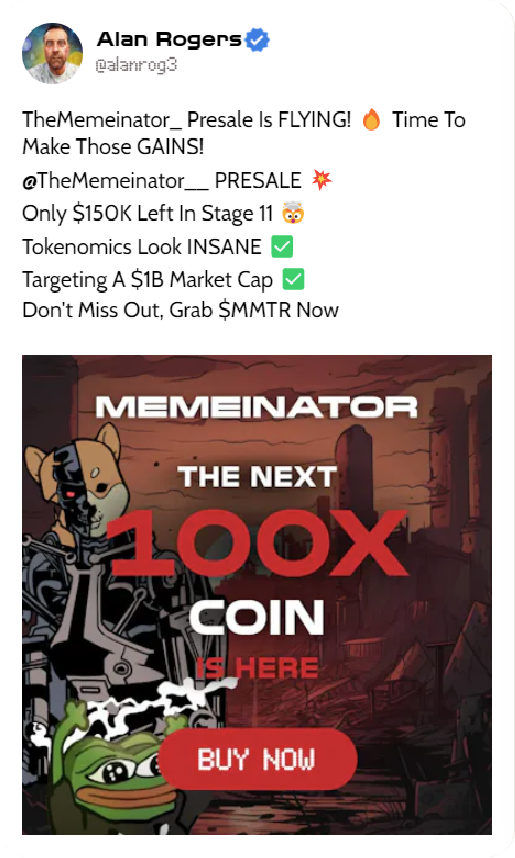 Alan Rogers
@alanrog3
TheMemeinator_ Presale Is FLYING! 🔥 Time To
Make Those GAINS!
@TheMemeinator__ PRESALE 💥
Only $150K Left In Stage 11 🤯
Tokenomics Look INSANE ✅
Targeting A $1B Market Cap ✅
Don't Miss Out, Grab $MMTR Now
MEMEINATOR
THE NEXT
100X
COIN
IS HERE
BUY NOW